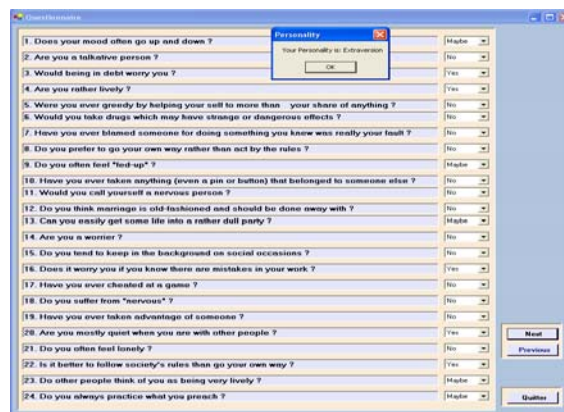 Questionnaire
Personality
Your Personality is: Extraversion
OK
1. Does your mood often go up and down ? Maybe
2. Are you a talkative person ? No
3. Would being in debt worry you ? Yes
4. Are you rather lively ? Yes
5. Were you ever greedy by helping your self to more than your share of anything ? No
6. Would you take drugs which may have strange or dangerous effects ? No
7. Have you ever blamed someone for doing something you knew was really your fault ? No
8. Do you prefer to go your own way rather than act by the rules ? No
9. Do you often feel "fed-up" ? Maybe
10. Have you ever taken anything (even a pin or button) that belonged to someone else ? No
11. Would you call yourself a nervous person ? No
12. Do you think marriage is old-fashioned and should be done away with ? No
13. Can you easily get some life into a rather dull party ? Maybe
14. Are you a worrier ? No
15. Do you tend to keep in the background on social occasions ? No
16. Does it worry you if you know there are mistakes in your work ? Yes
17. Have you ever cheated at a game ? No
18. Do you suffer from "nervous" ? No
19. Have you ever taken advantage of someone ? No
20. Are you mostly quiet when you are with other people ? Yes
Next
21. Do you often feel lonely ? No
Previous
22. Is it better to follow society's rules than go your own way ? Yes
23. Do other people think of you as being very lively ? Maybe
24. Do you always practice what you preach ? Maybe
Quitter